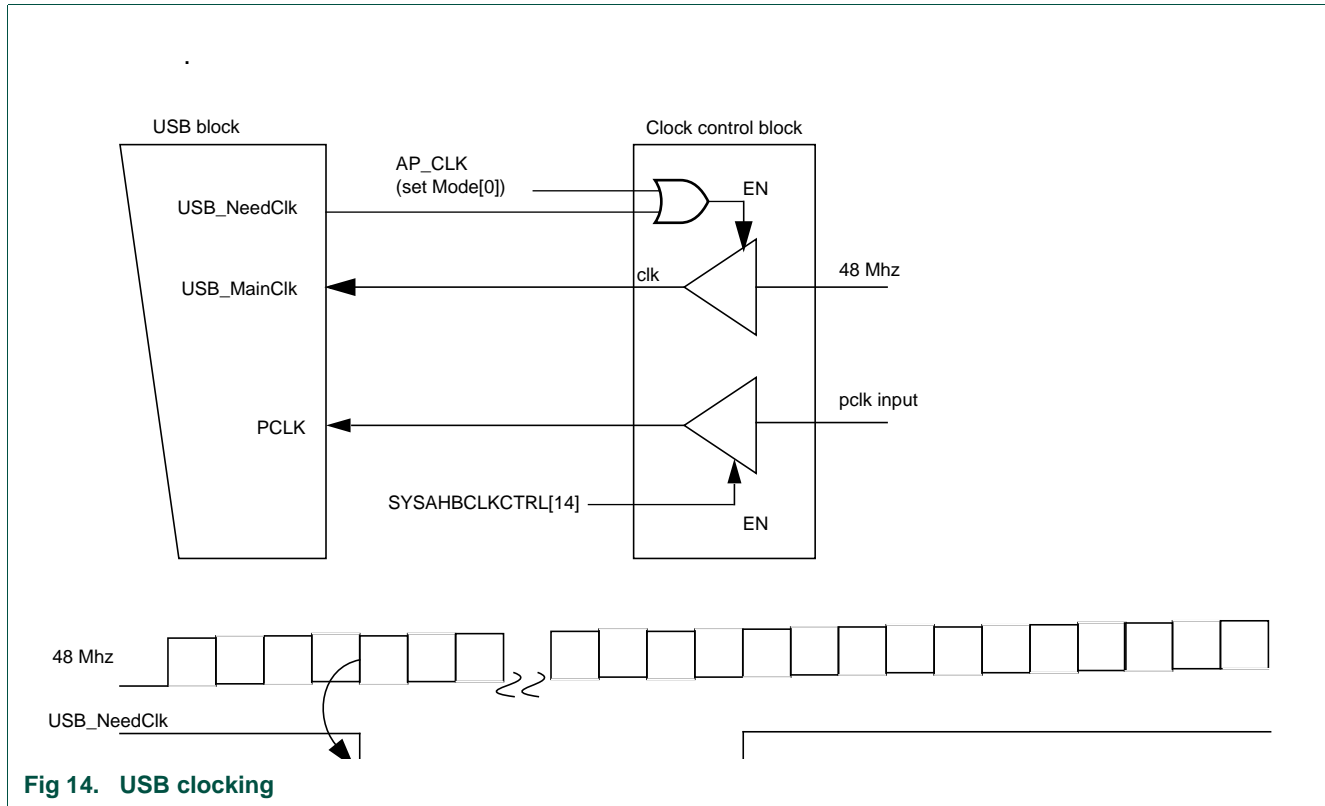 USB block
Clock control block
AP_CLK
(set Mode[0])
EN
USB_NeedClk
clk
48 Mhz
USB_MainClk
pclk input
PCLK
SYSAHBCLKCTRL[14]
EN
48 Mhz
USB_NeedClk
Fig 14. USB clocking